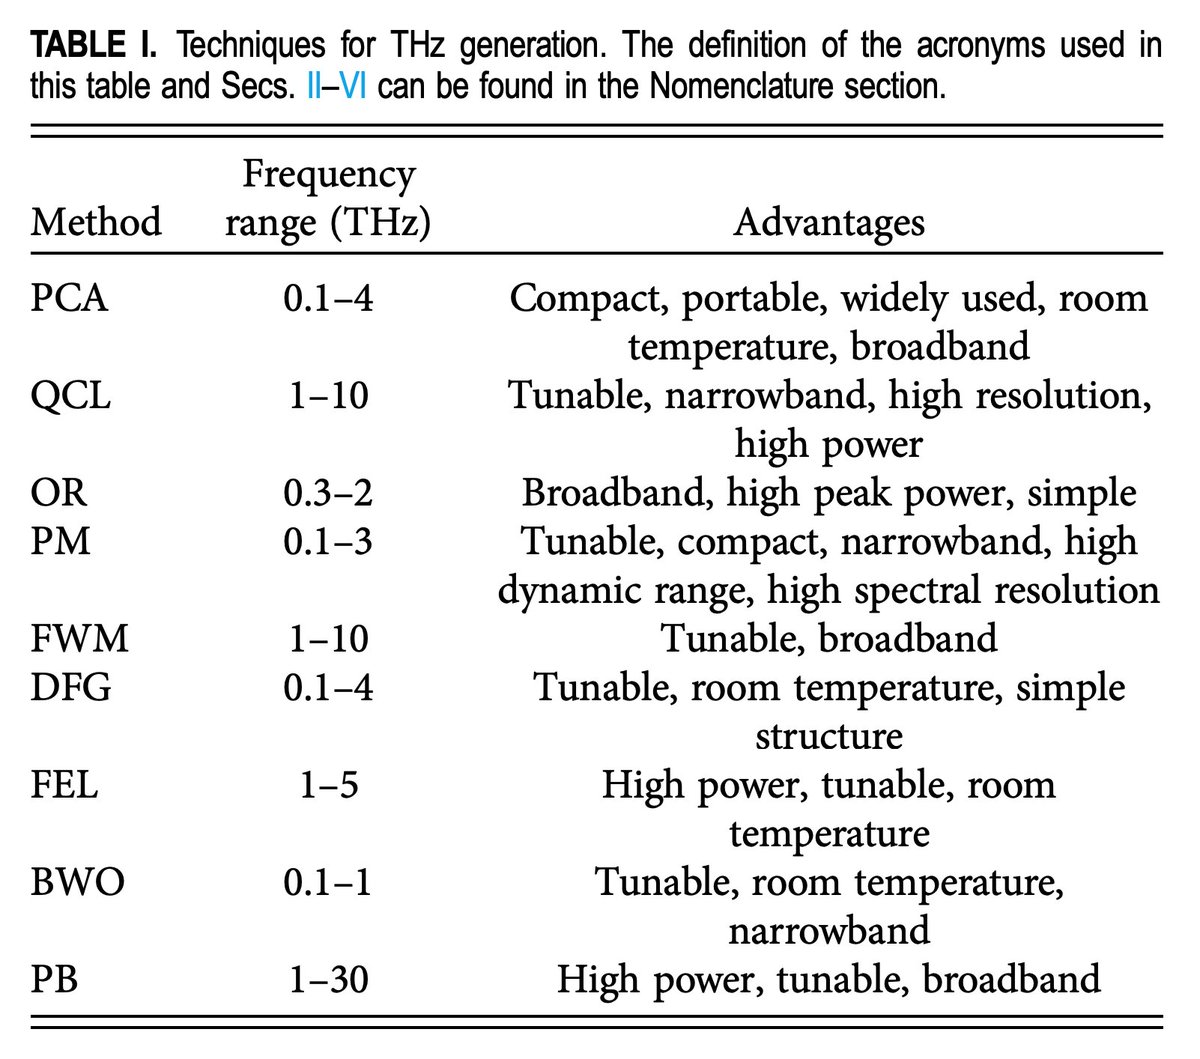 TABLE I. Techniques for THz generation. The definition of the acronyms used in
this table and Secs. II–VI can be found in the Nomenclature section.
Frequency
Method range (THz) Advantages
PCA 0.1–4 Compact, portable, widely used, room
temperature, broadband
QCL 1–10 Tunable, narrowband, high resolution,
high power
OR 0.3–2 Broadband, high peak power, simple
PM 0.1–3 Tunable, compact, narrowband, high
dynamic range, high spectral resolution
FWM 1–10 Tunable, broadband
DFG 0.1–4 Tunable, room temperature, simple
structure
FEL 1–5 High power, tunable, room
temperature
BWO 0.1–1 Tunable, room temperature,
narrowband
PB 1–30 High power, tunable, broadband